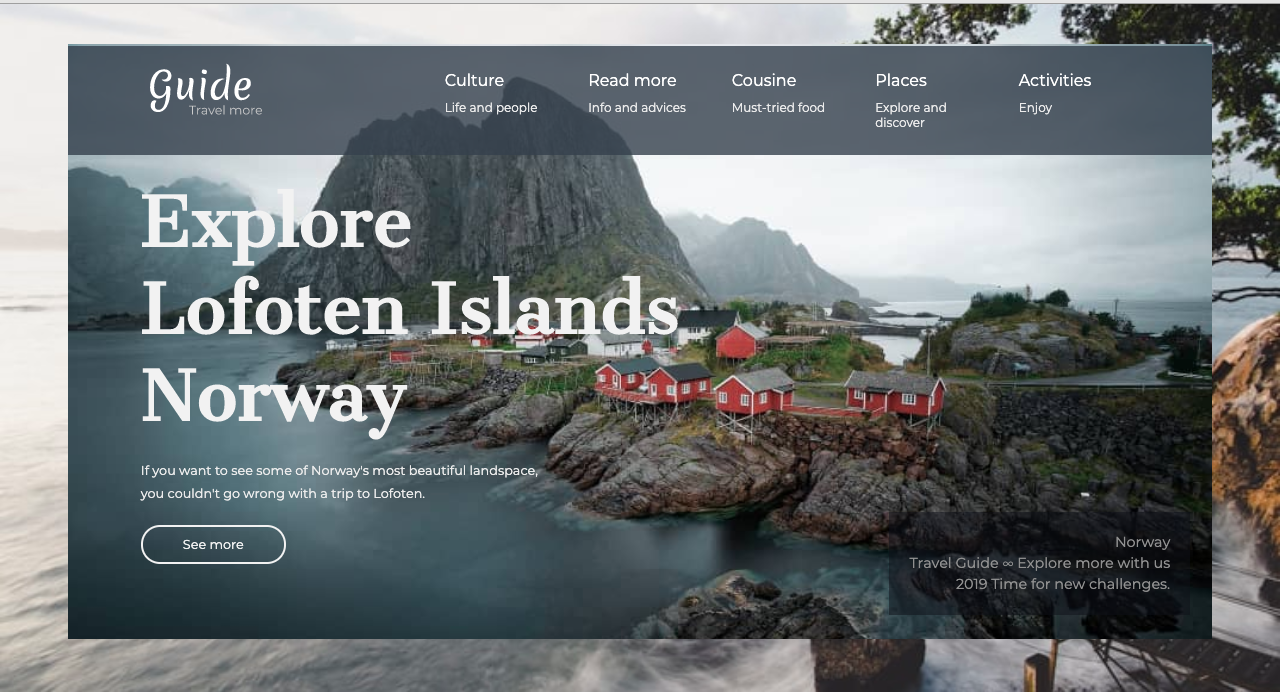 Guide
Travel more
Culture
Life and people
Read more
Info and advices
Cousine
Must-tried food
Places
Explore and
discover
Activities
Enjoy
Explore
Lofoten Islands
Norway
If you want to see some of Norway's most beautiful landspace,
you couldn't go wrong with a trip to Lofoten.
See more
Norway
Travel Guide ∞ Explore more with us
2019 Time for new challenges.